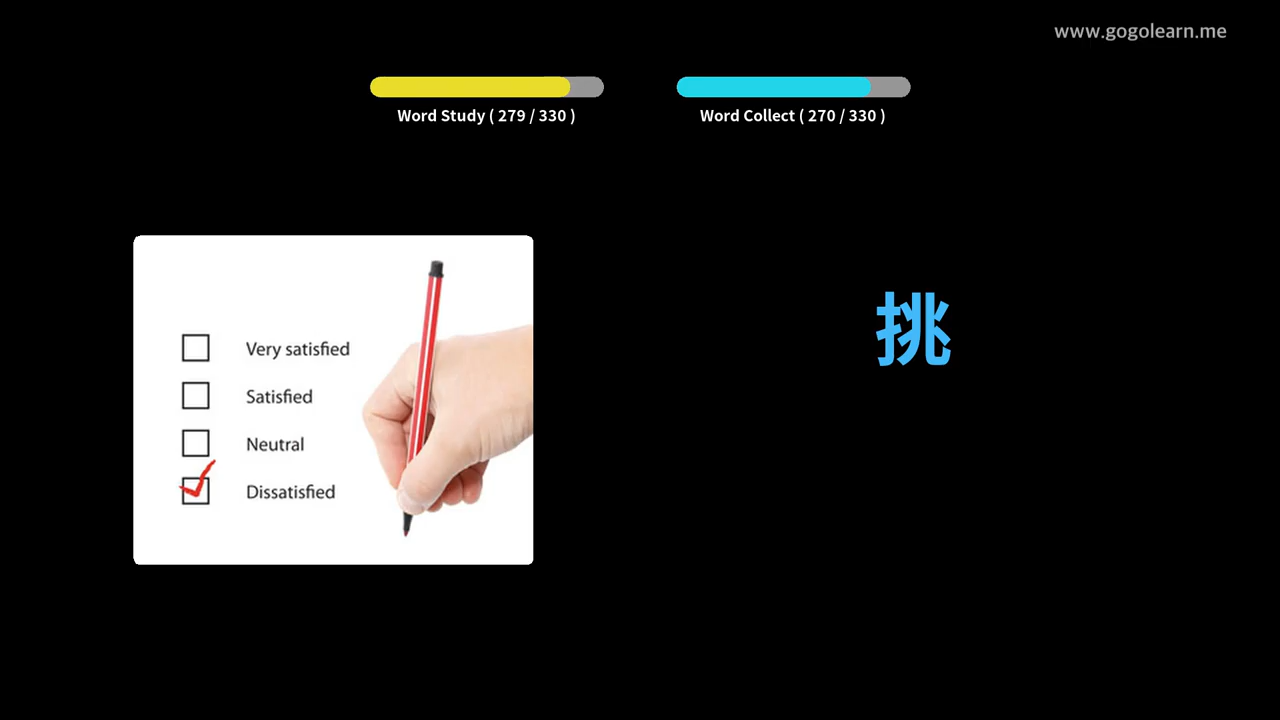 www.gogolearn.me
Word Study ( 279 / 330 )
Word Collect ( 270 / 330 )
挑
Very satisfied
Satisfied
Neutral
Dissatisfied